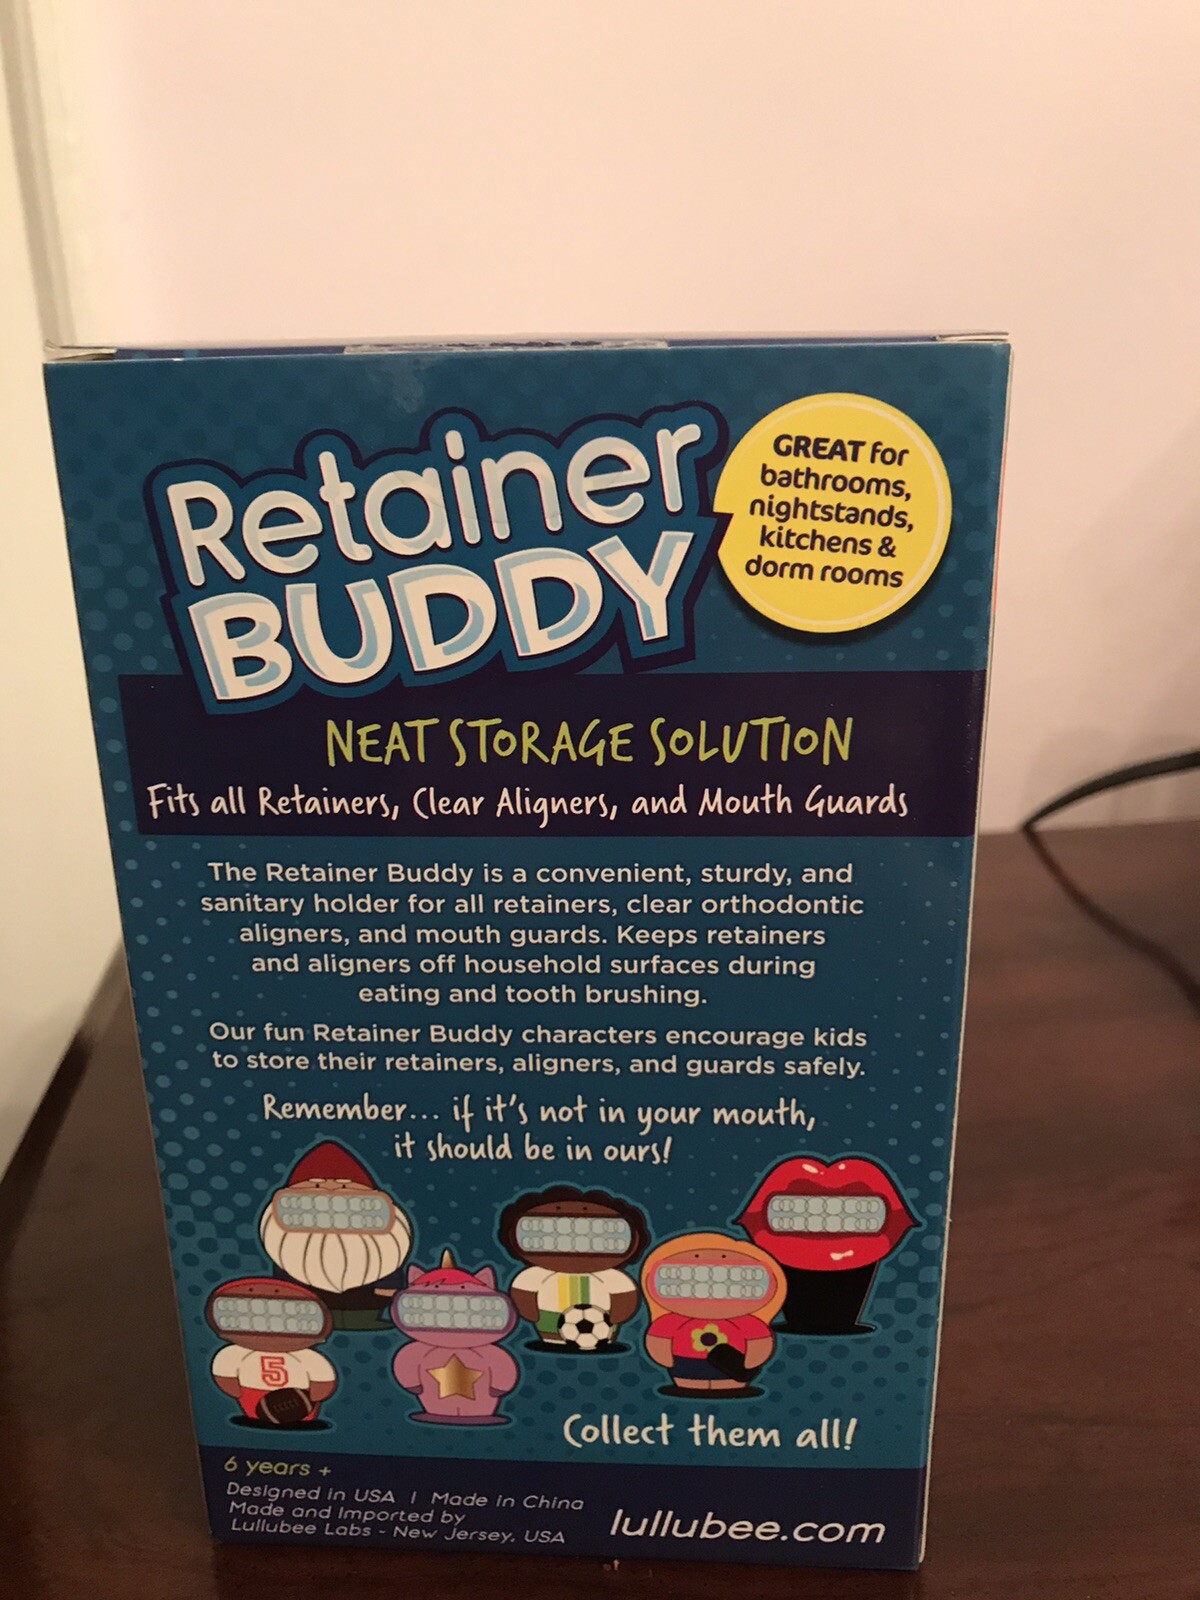 Retainer
BUDDY
GREAT for
bathrooms,
nightstands,
kitchens &
dorm rooms
NEAT STORAGE SOLUTION
Fits all Retainers, Clear Aligners, and Mouth Guards
The Retainer Buddy is a convenient, sturdy, and
sanitary holder for all retainers, clear orthodontic
aligners, and mouth guards. Keeps retainers
and aligners off household surfaces during
eating and tooth brushing.
Our fun Retainer Buddy characters encourage kids
to store their retainers, aligners, and guards safely.
Remember... if it's not in your mouth,
it should be in ours!
5
Collect them all!
6 years +
Designed in USA | Made in China
Made and Imported by
Lullubee Labs - New Jersey, USA
lullubee.com